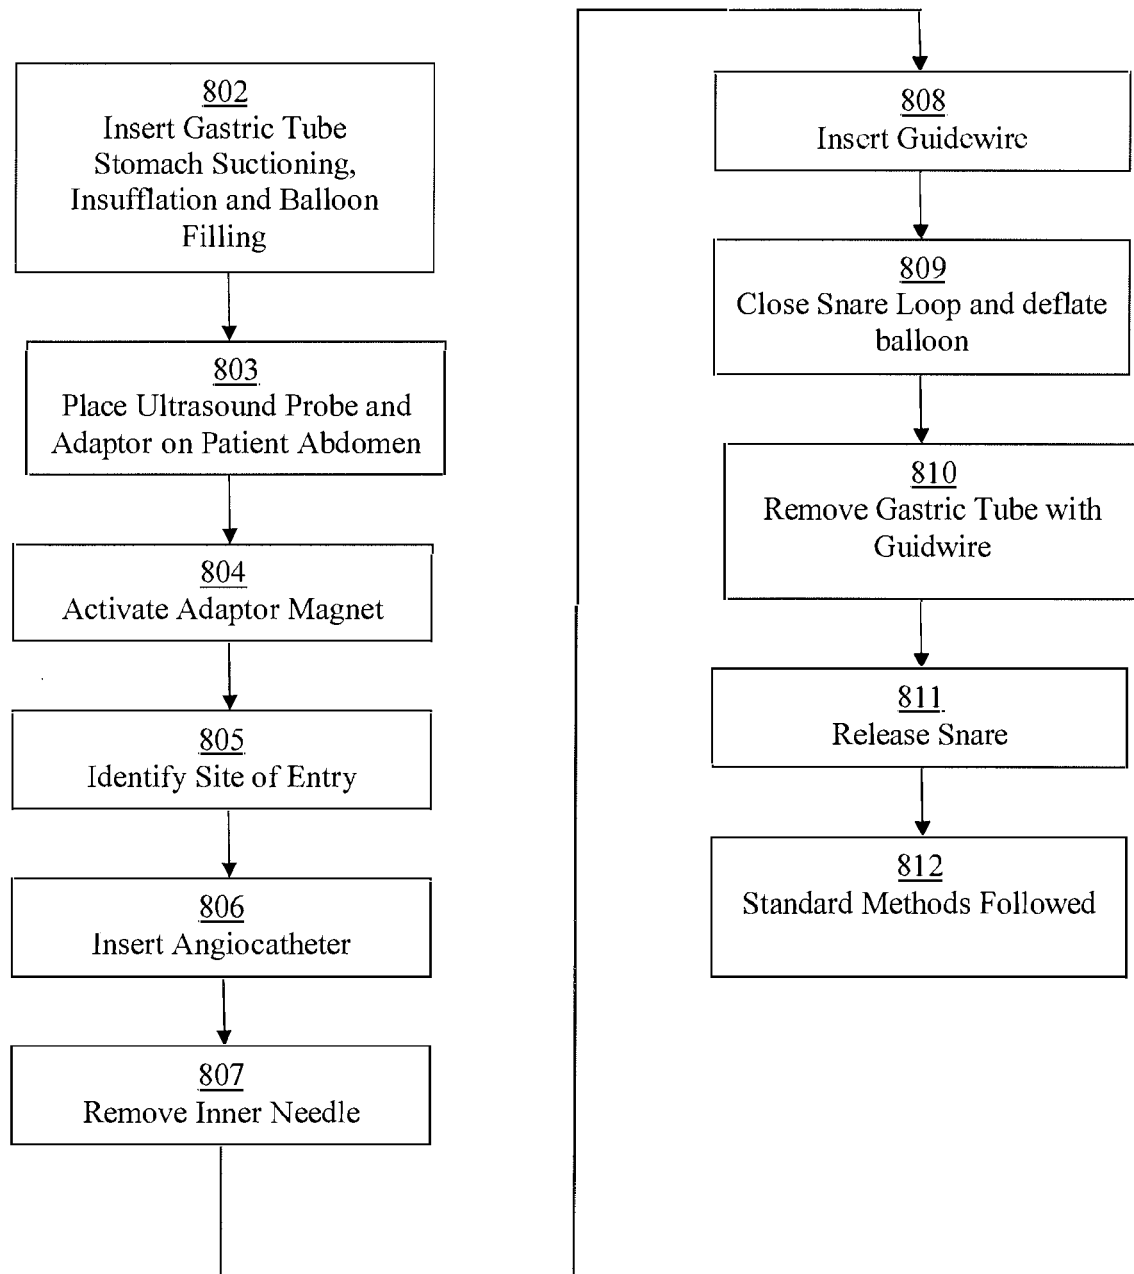 802
Insert Gastric Tube
Stomach Suctioning,
Insufflation and Balloon
Filling
803
Place Ultrasound Probe and
Adaptor on Patient Abdomen
804
Activate Adaptor Magnet
805
Identify Site of Entry
806
Insert Angiocatheter
807
Remove Inner Needle
808
Insert Guidewire
809
Close Snare Loop and deflate
balloon
810
Remove Gastric Tube with
Guidwire
811
Release Snare
812
Standard Methods Followed